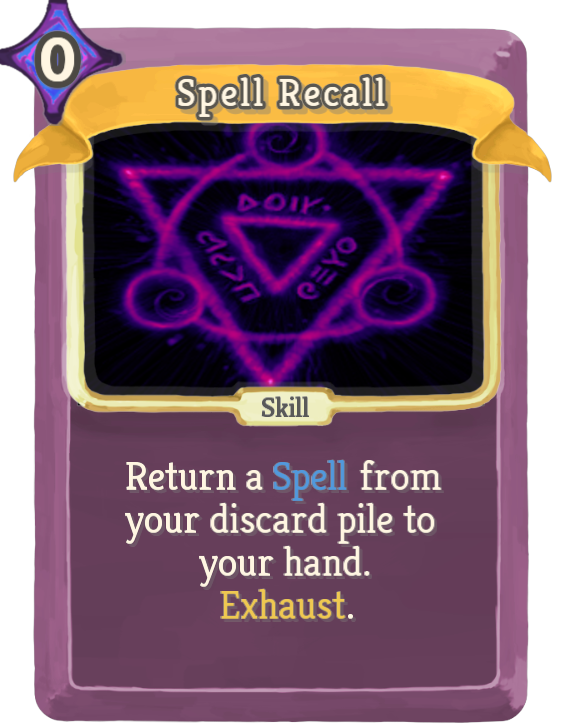 0
Spell Recall
Skill
Return a Spell from
your discard pile to
your hand.
Exhaust.